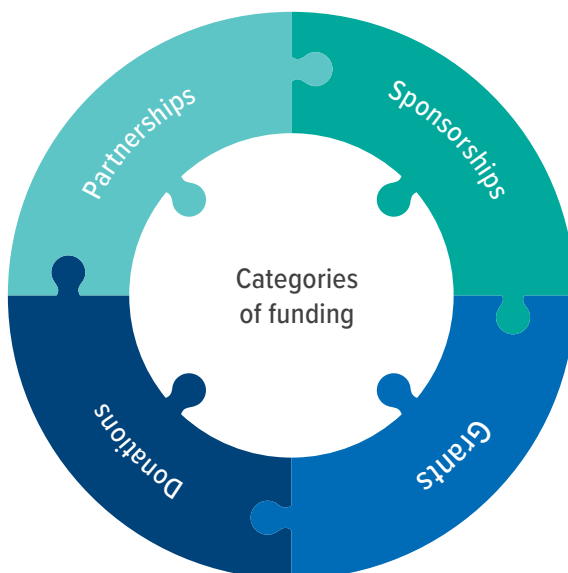 Partnerships
Sponsorships
Categories
of funding
Donations
Grants